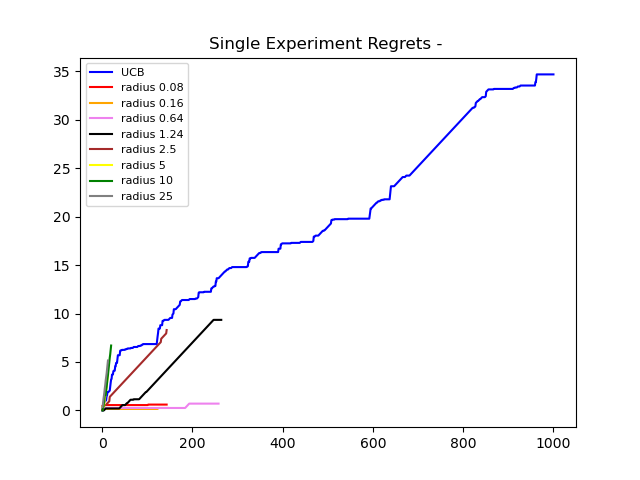 Single Experiment Regrets -
35
30
25
20
15
10
5
0
UCB
radius 0.08
radius 0.16
radius 0.64
radius 1.24
radius 2.5
radius 5
radius 10
radius 25
0 200 400 600 800 1000